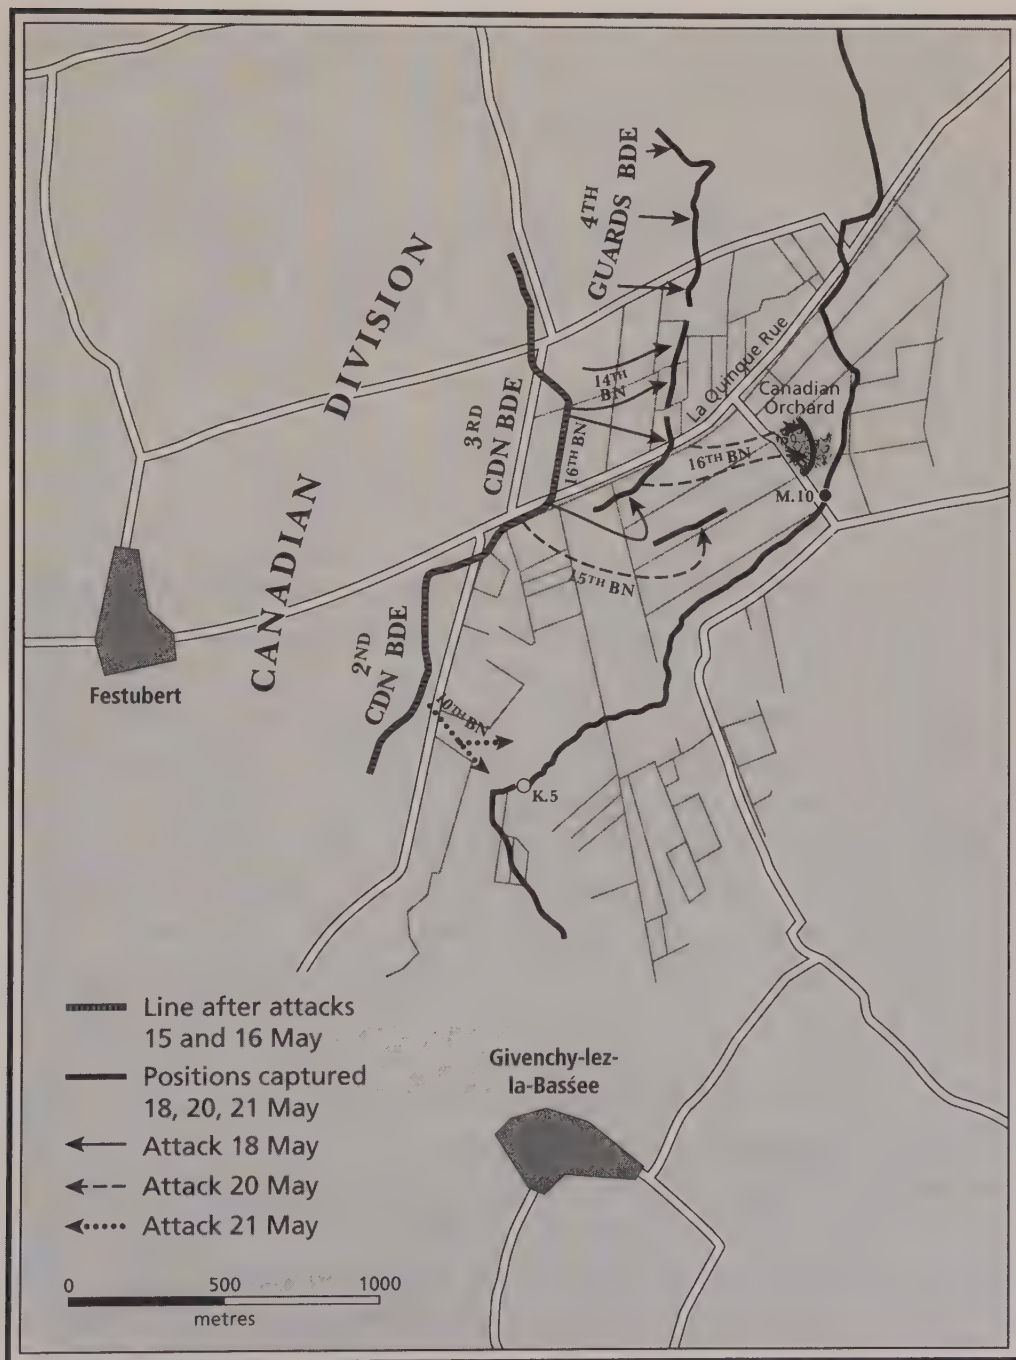 4TH
GUARDS BDE
CANADIAN DIVISION
3RD
CDN BDE
14TH
BN
16TH BN
La Quinque Rue
Canadian
Orchard
16TH BN
M.10
15TH BN
2ND
CDN BDE
10TH BN
Festubert
K.5
Givenchy-lez-
la-Basśee
Line after attacks
15 and 16 May
Positions captured
18, 20, 21 May
Attack 18 May
Attack 20 May
Attack 21 May
0 500 1000
metres